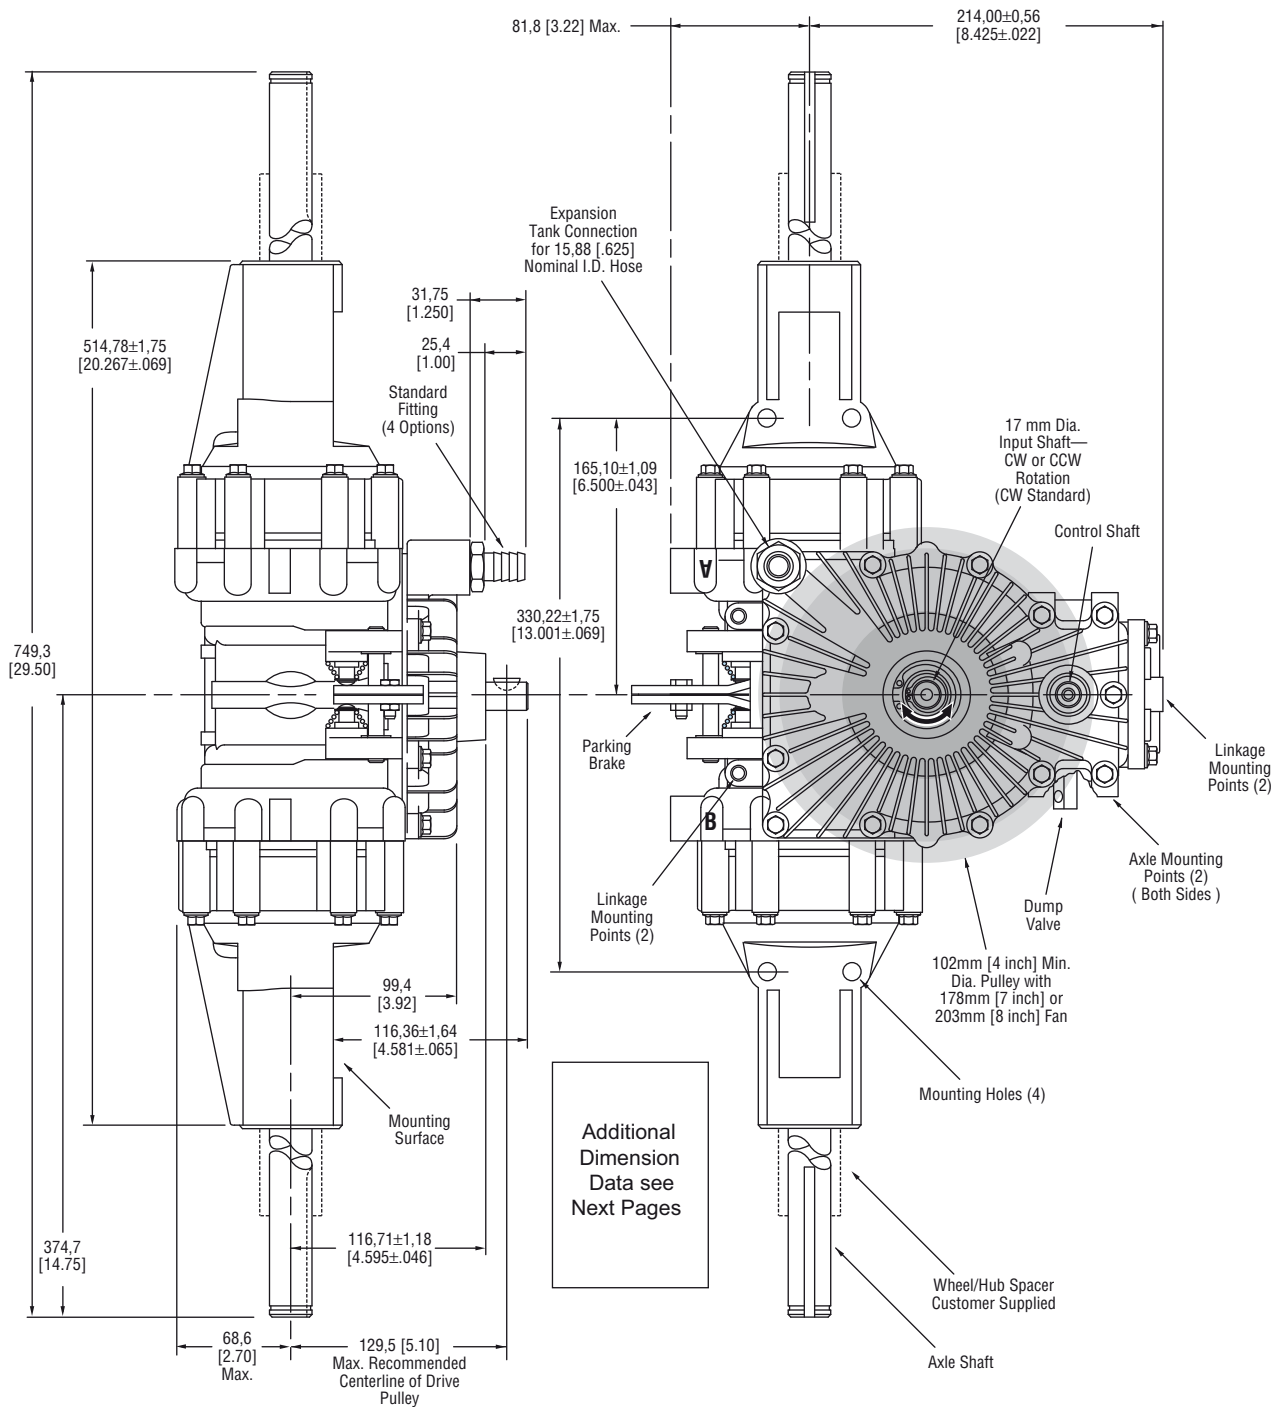 81,8 [3.22] Max.
214,00±0,56
[8.425±.022]
Expansion
Tank Connection
for 15,88 [.625]
Nominal I.D. Hose
31,75
[1.250]
514,78±1,75
[20.267±.069]
25,4
[1.00]
Standard
Fitting
(4 Options)
17 mm Dia.
Input Shaft—
CW or CCW
Rotation
(CW Standard)
165,10±1,09
[6.500±.043]
Control Shaft
A
330,22±1,75
[13.001±.069]
749,3
[29.50]
Parking
Brake
Linkage
Mounting
Points (2)
B
Axle Mounting
Points (2)
( Both Sides )
Linkage
Mounting
Points (2)
Dump
Valve
102mm [4 inch] Min.
Dia. Pulley with
178mm [7 inch] or
203mm [8 inch] Fan
99,4
[3.92]
116,36±1,64
[4.581±.065]
Mounting Holes (4)
Mounting
Surface
Additional
Dimension
Data see
Next Pages
374,7
[14.75]
116,71±1,18
[4.595±.046]
Wheel/Hub Spacer
Customer Supplied
68,6
[2.70]
Max.
129,5 [5.10]
Max. Recommended
Centerline of Drive
Pulley
Axle Shaft